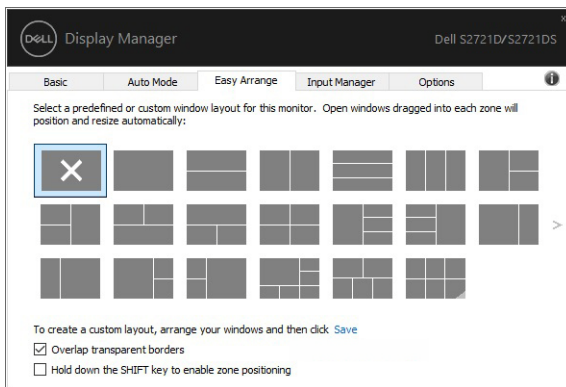 DELL Display Manager
Dell S2721D/S2721DS
Basic Auto Mode Easy Arrange Input Manager Options
Select a predefined or custom window layout for this monitor. Open windows dragged into each zone will
position and resize automatically:
To create a custom layout, arrange your windows and then click Save
Overlap transparent borders
Hold down the SHIFT key to enable zone positioning